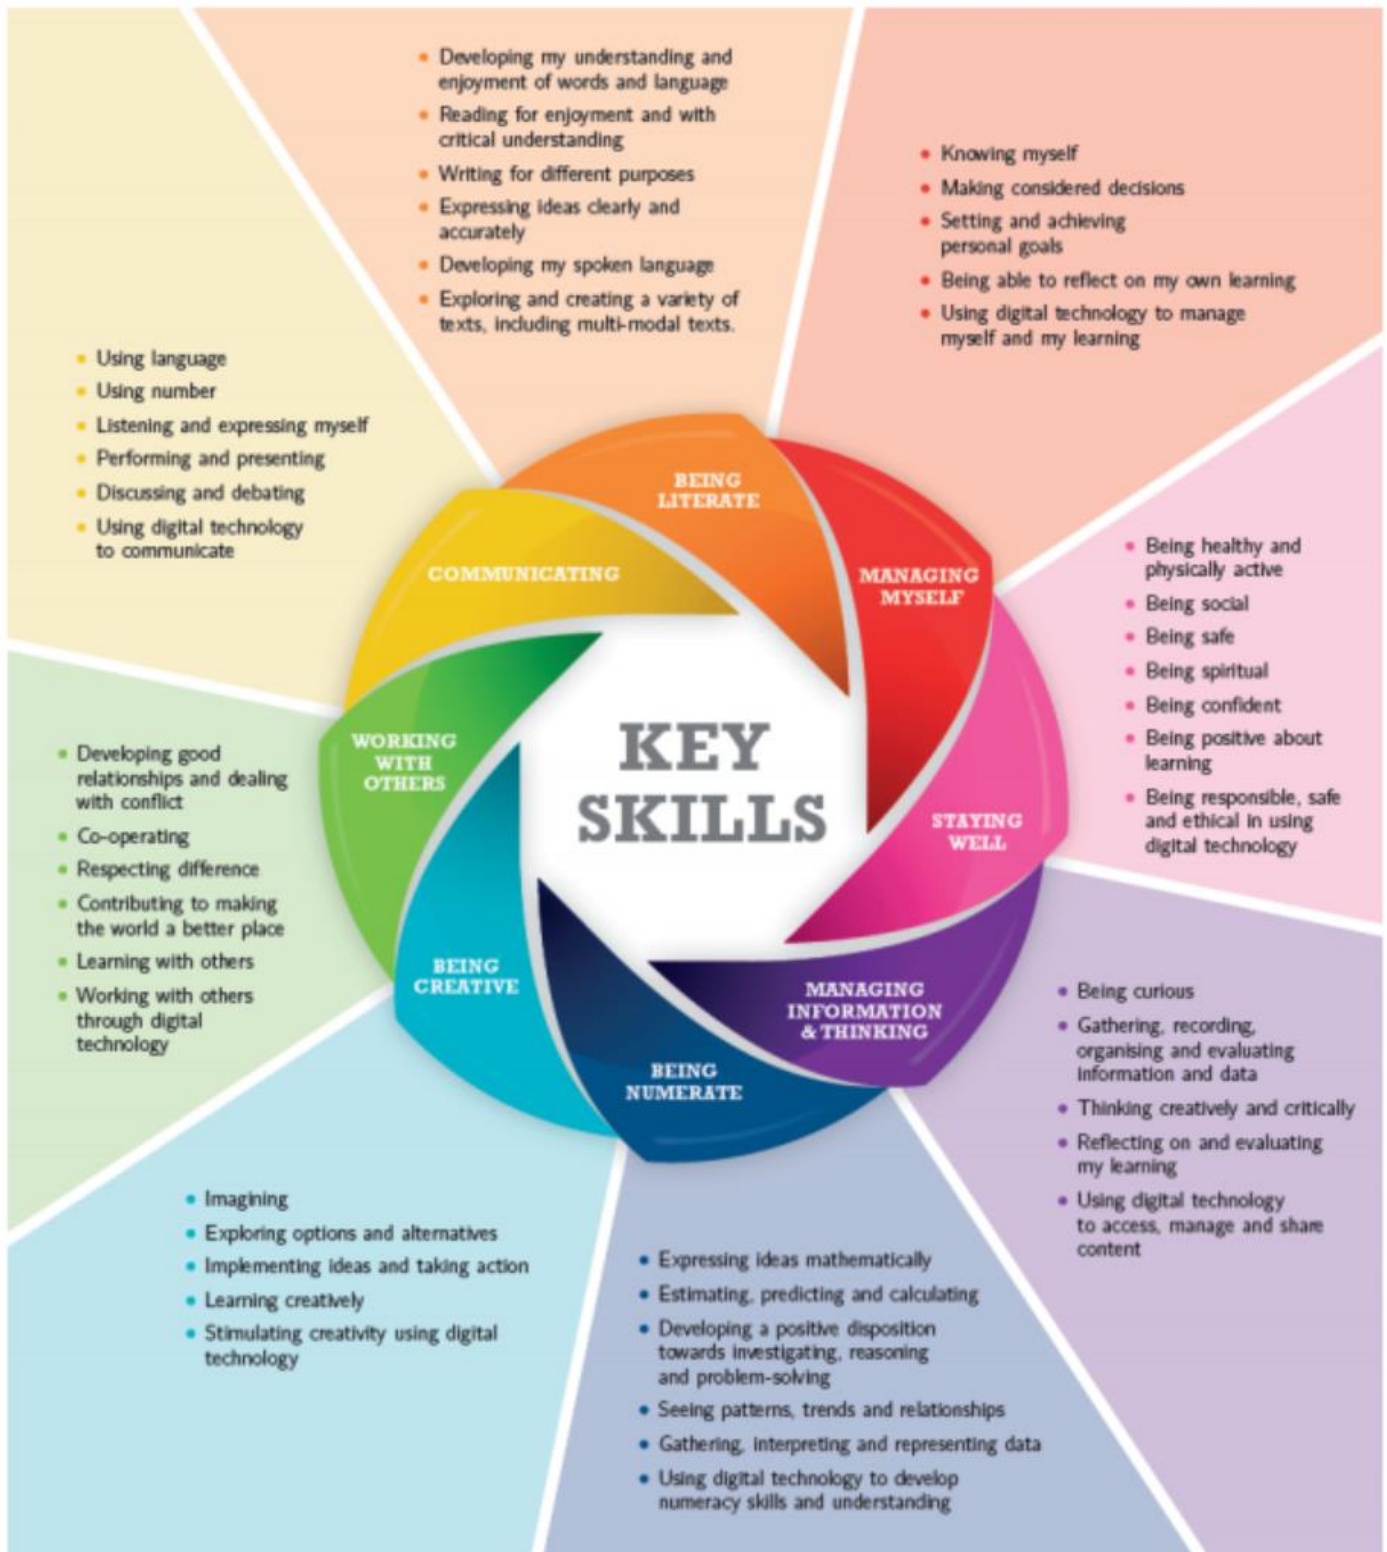 Developing my understanding and
enjoyment of words and language
Reading for enjoyment and with
critical understanding
Writing for different purposes
Expressing ideas clearly and
accurately
Developing my spoken language
Exploring and creating a variety of
texts, including multi-modal texts.
Knowing myself
Making considered decisions
Setting and achieving
personal goals
Being able to reflect on my own learning
Using digital technology to manage
myself and my learning
Using language
Using number
Listening and expressing myself
Performing and presenting
Discussing and debating
Using digital technology
to communicate
Being healthy and
physically active
Being social
Being safe
Being spiritual
Being confident
Being positive about
learning
Being responsible, safe
and ethical in using
digital technology
BEING
LITERATE
MANAGING
MYSELF
COMMUNICATING
WORKING
WITH
OTHERS
KEY
SKILLS
STAYING
WELL
BEING
CREATIVE
MANAGING
INFORMATION
& THINKING
BEING
NUMERATE
Developing good
relationships and dealing
with conflict
Co-operating
Respecting difference
Contributing to making
the world a better place
Learning with others
Working with others
through digital
technology
Being curious
Gathering, recording,
organising and evaluating
information and data
Thinking creatively and critically
Reflecting on and evaluating
my learning
Using digital technology
to access, manage and share
content
Imagining
Exploring options and alternatives
Implementing ideas and taking action
Learning creatively
Stimulating creativity using digital
technology
Expressing ideas mathematically
Estimating, predicting and calculating
Developing a positive disposition
towards investigating, reasoning
and problem-solving
Seeing patterns, trends and relationships
Gathering, interpreting and representing data
Using digital technology to develop
numeracy skills and understanding